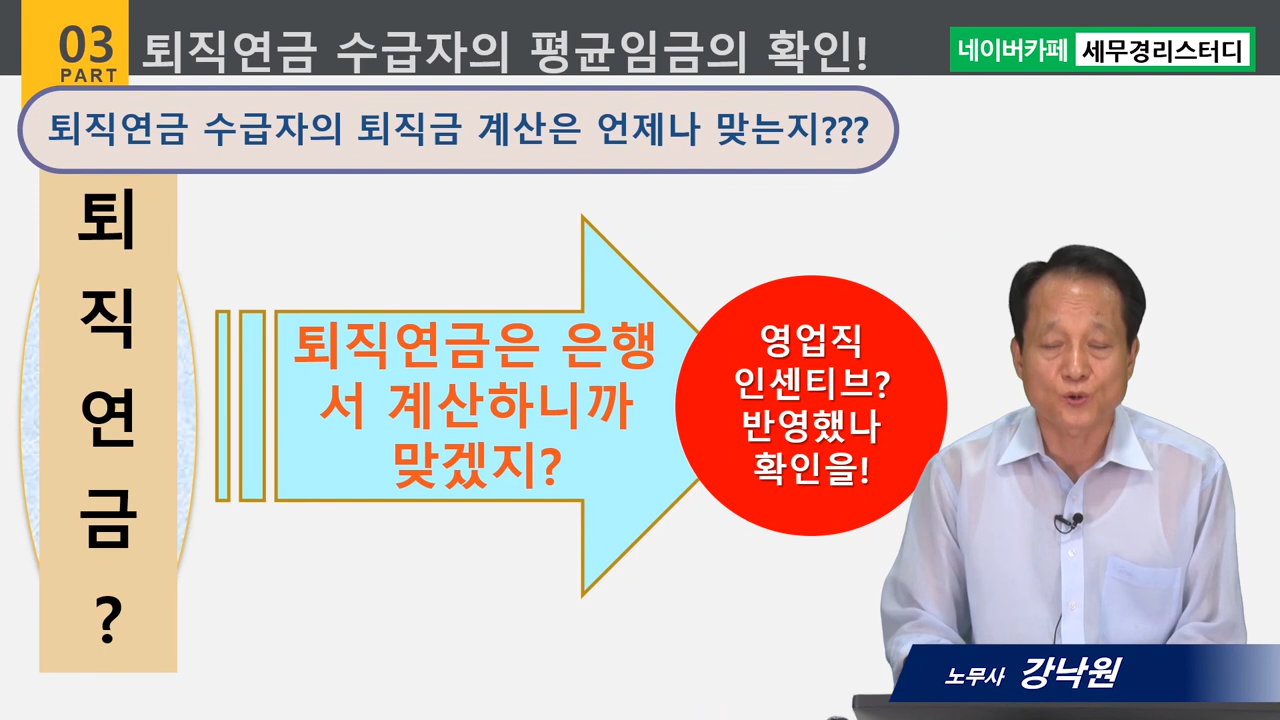 03
PART
퇴직연금 수급자의 평균임금의 확인!
네이버카페 세무경리스터디
퇴직연금 수급자의 퇴직금 계산은 언제나 맞는지???
퇴
직
연
금
?
퇴직연금은 은행
서 계산하니까
맞겠지?
영업직
인센티브?
반영했나
확인을!
노무사 강낙원